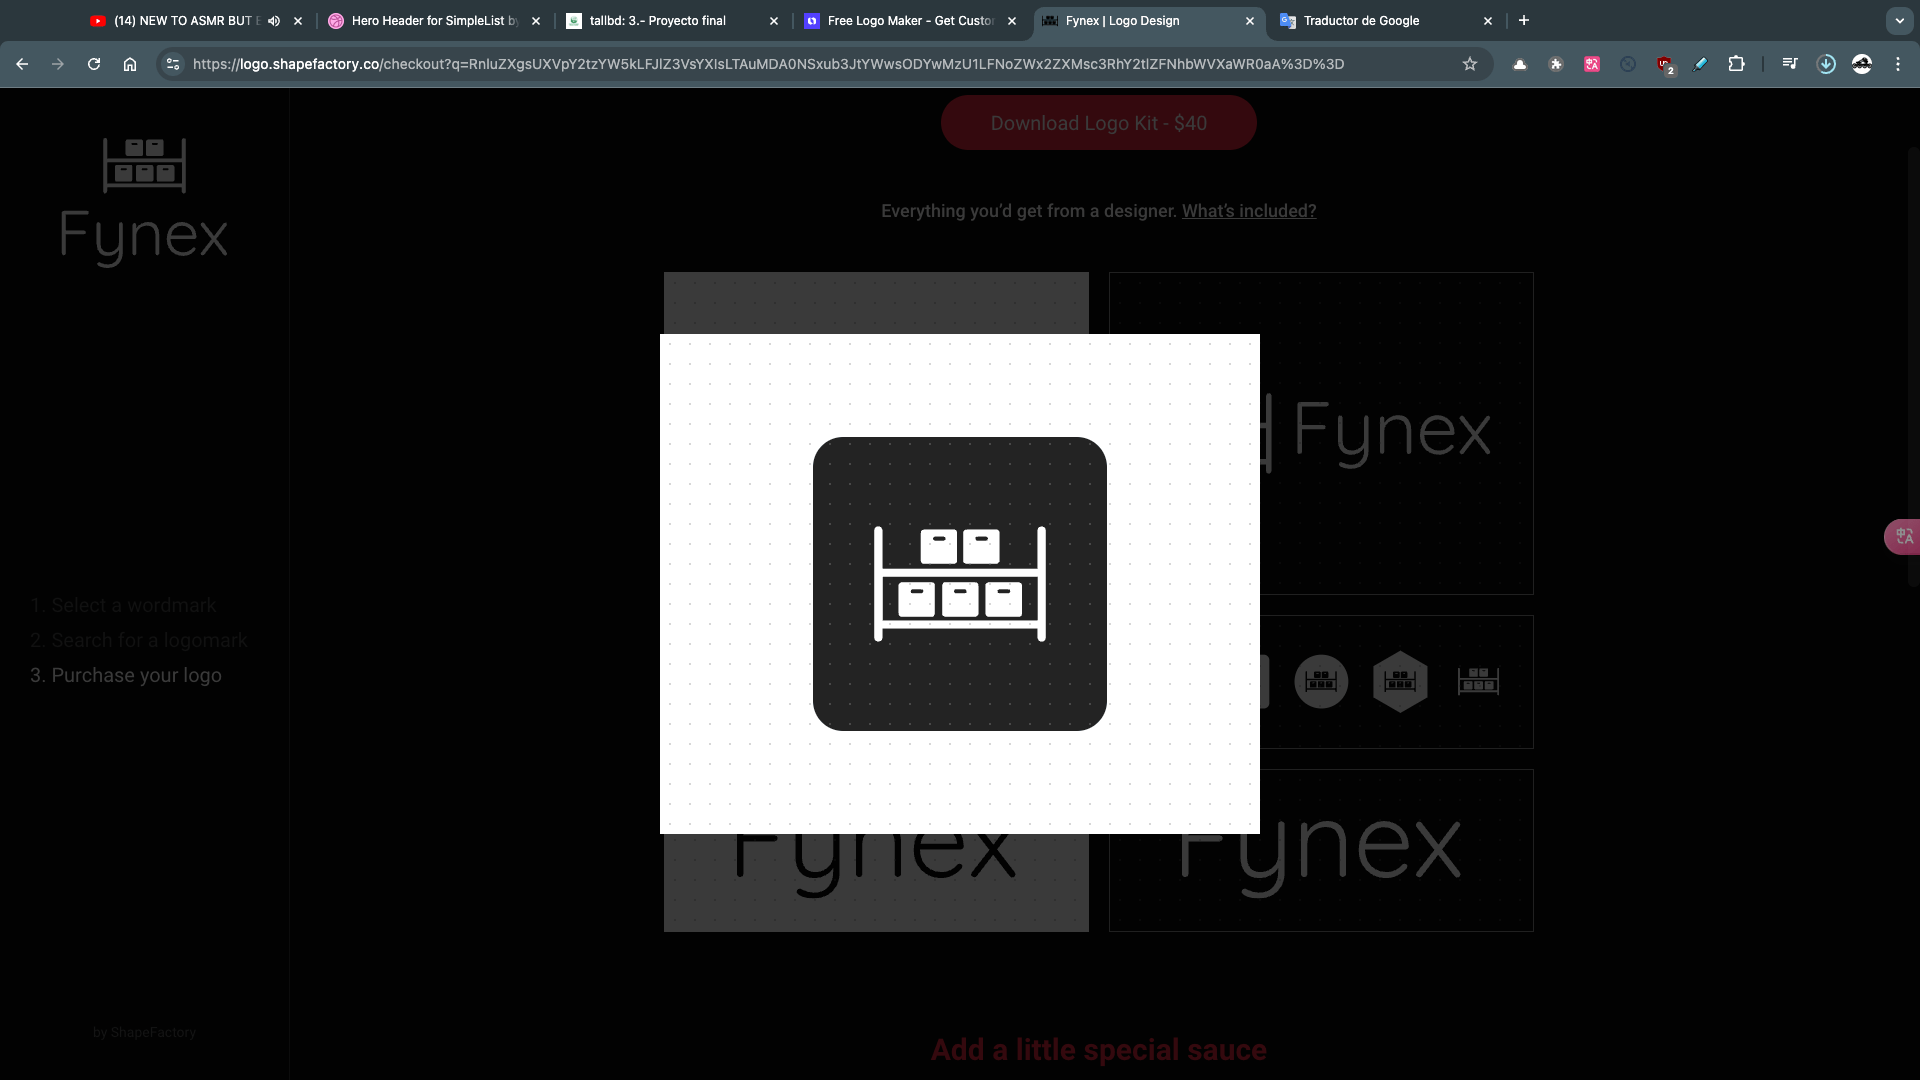 (14) NEW TO ASMR BUT
Hero Header for SimpleList by
tallbd: 3.- Proyecto final
Free Logo Maker - Get Custor
Fynex | Logo Design
Traductor de Google
https://logo.shapefactory.co/checkout?q=RnluZXgsUXVpY2tzYW5kLFJlZ3VsYXIsLTAuMDA0NSxub3JtYWwsODYwMzU1LFNoZWx2ZXMsc3RhY2tlZFNhbWVXaWR0aA%3D%3D
2
Download Logo Kit - $40
Everything you’d get from a designer. What’s included?
Fynex
Fynex
1. Select a wordmark
2. Search for a logomark
3. Purchase your logo
Fynex
Fynex
by ShapeFactory
Add a little special sauce